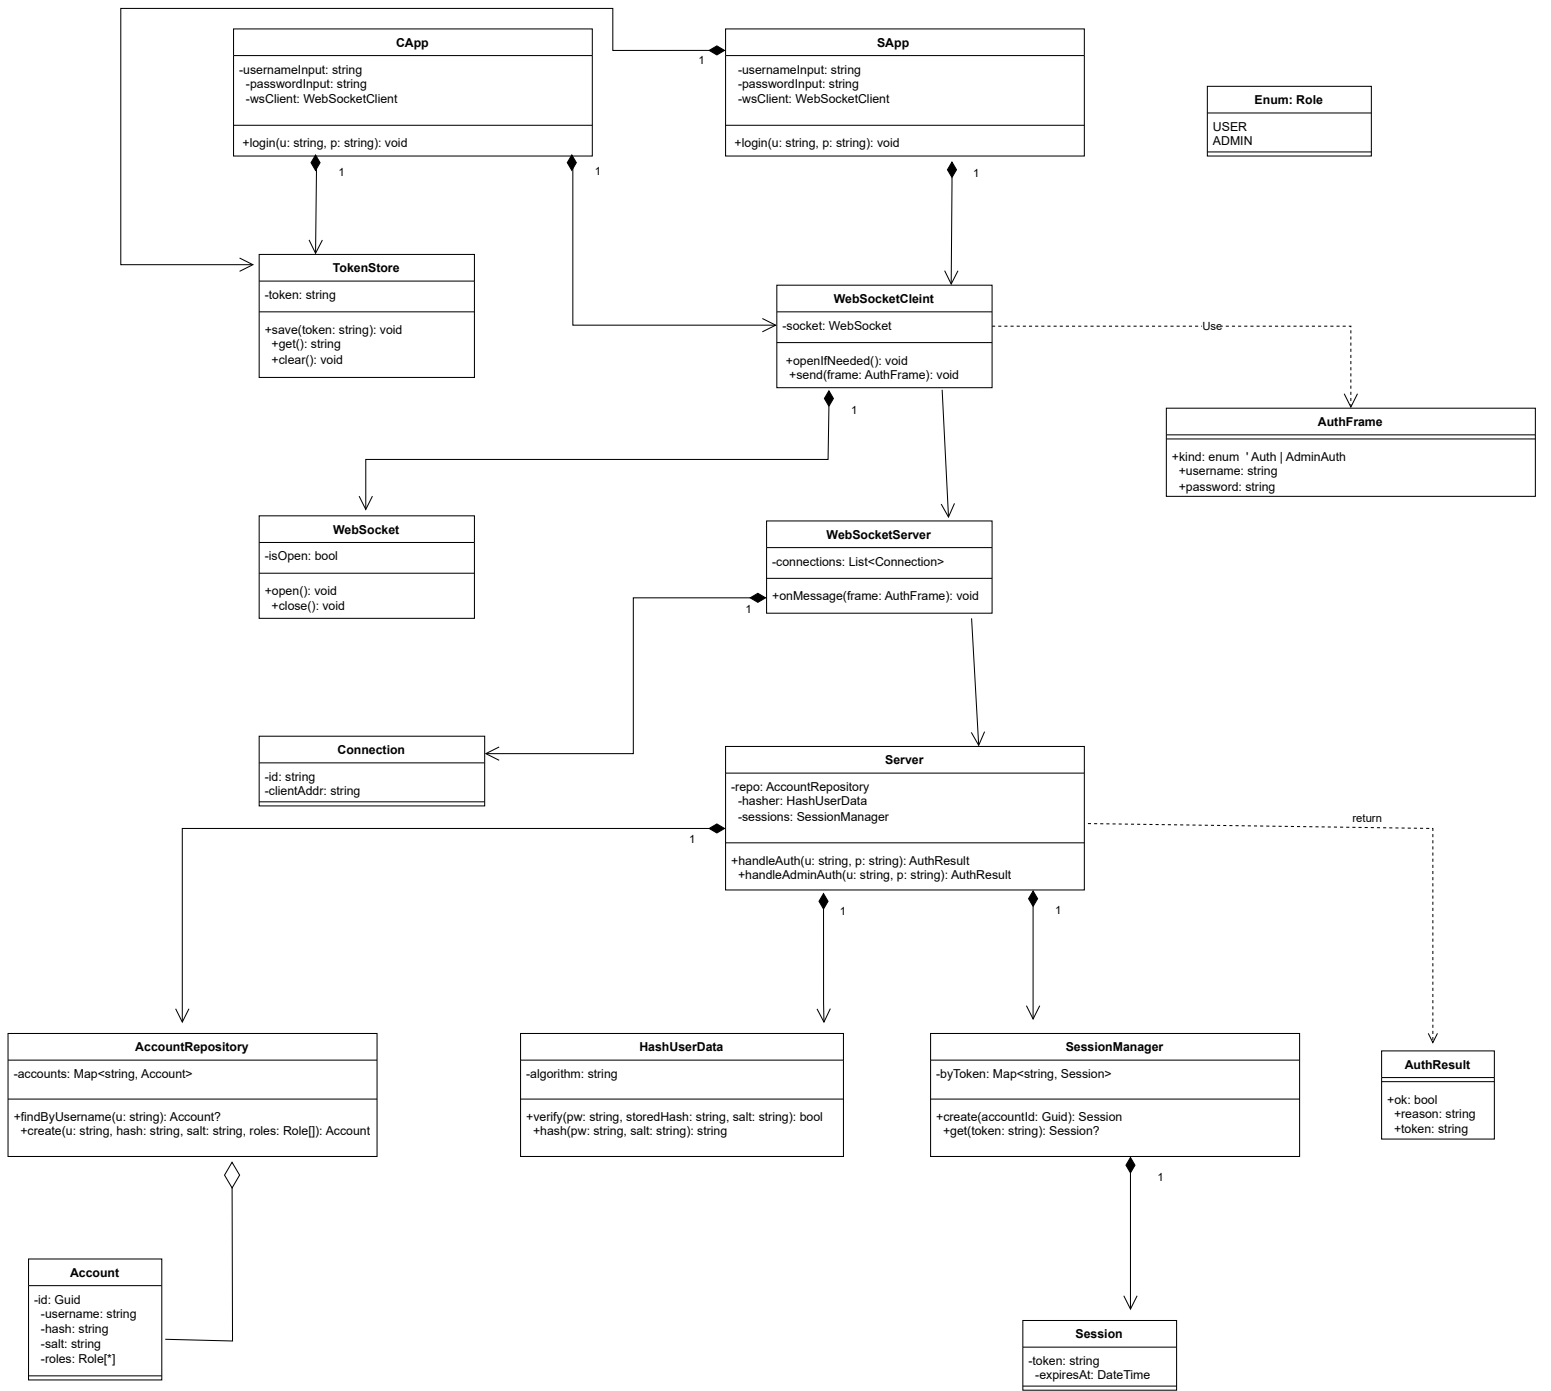 CApp
-usernameInput: string
-passwordInput: string
-wsClient: WebSocketClient
+login(u: string, p: string): void
1
1
SApp
-usernameInput: string
-passwordInput: string
-wsClient: WebSocketClient
+login(u: string, p: string): void
1
1
Enum: Role
USER
ADMIN
TokenStore
-token: string
+save(token: string): void
+get(): string
+clear(): void
WebSocketCleint
-socket: WebSocket
+openIfNeeded(): void
+send(frame: AuthFrame): void
1
Use
AuthFrame
+kind: enum ' Auth | AdminAuth
+username: string
+password: string
WebSocket
-isOpen: bool
+open(): void
+close(): void
WebSocketServer
-connections: List<Connection>
+onMessage(frame: AuthFrame): void
1
Connection
-id: string
-clientAddr: string
Server
-repo: AccountRepository
-hasher: HashUserData
-sessions: SessionManager
+handleAuth(u: string, p: string): AuthResult
+handleAdminAuth(u: string, p: string): AuthResult
1
1
1
return
AccountRepository
-accounts: Map<string, Account>
+findByUsername(u: string): Account?
+create(u: string, hash: string, salt: string, roles: Role[]): Account
HashUserData
-algorithm: string
+verify(pw: string, storedHash: string, salt: string): bool
+hash(pw: string, salt: string): string
SessionManager
-byToken: Map<string, Session>
+create(accountId: Guid): Session
+get(token: string): Session?
1
AuthResult
+ok: bool
+reason: string
+token: string
Account
-id: Guid
-username: string
-hash: string
-salt: string
-roles: Role[*]
Session
-token: string
-expiresAt: DateTime